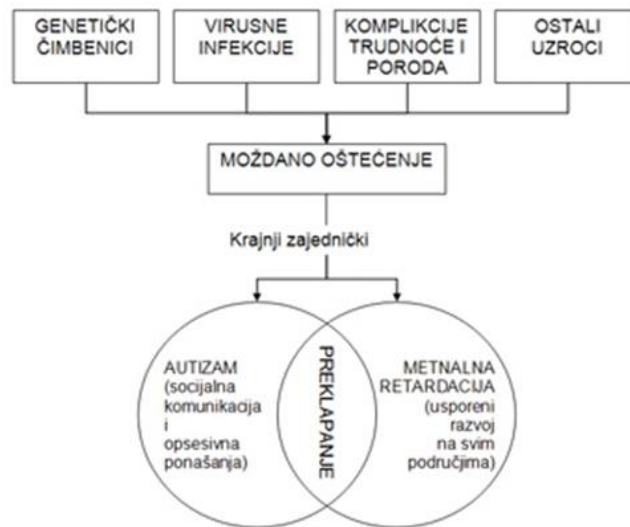 GENETIČKI
ČIMBENICI
VIRUSNE
INFEKCIJE
KOMPLIKCIJE
TRUDNOĆE I
PORODA
OSTALI
UZROCI
MOŽDANO OŠTEĆENJE
Krajnji zajednički
AUTIZAM
(socijalna
komunikacija
i
opsesivna
ponašanja)
PREKLAPANJE
METNALNA
RETARDACIJA
(usporeni
razvoj
na svim
područjima)